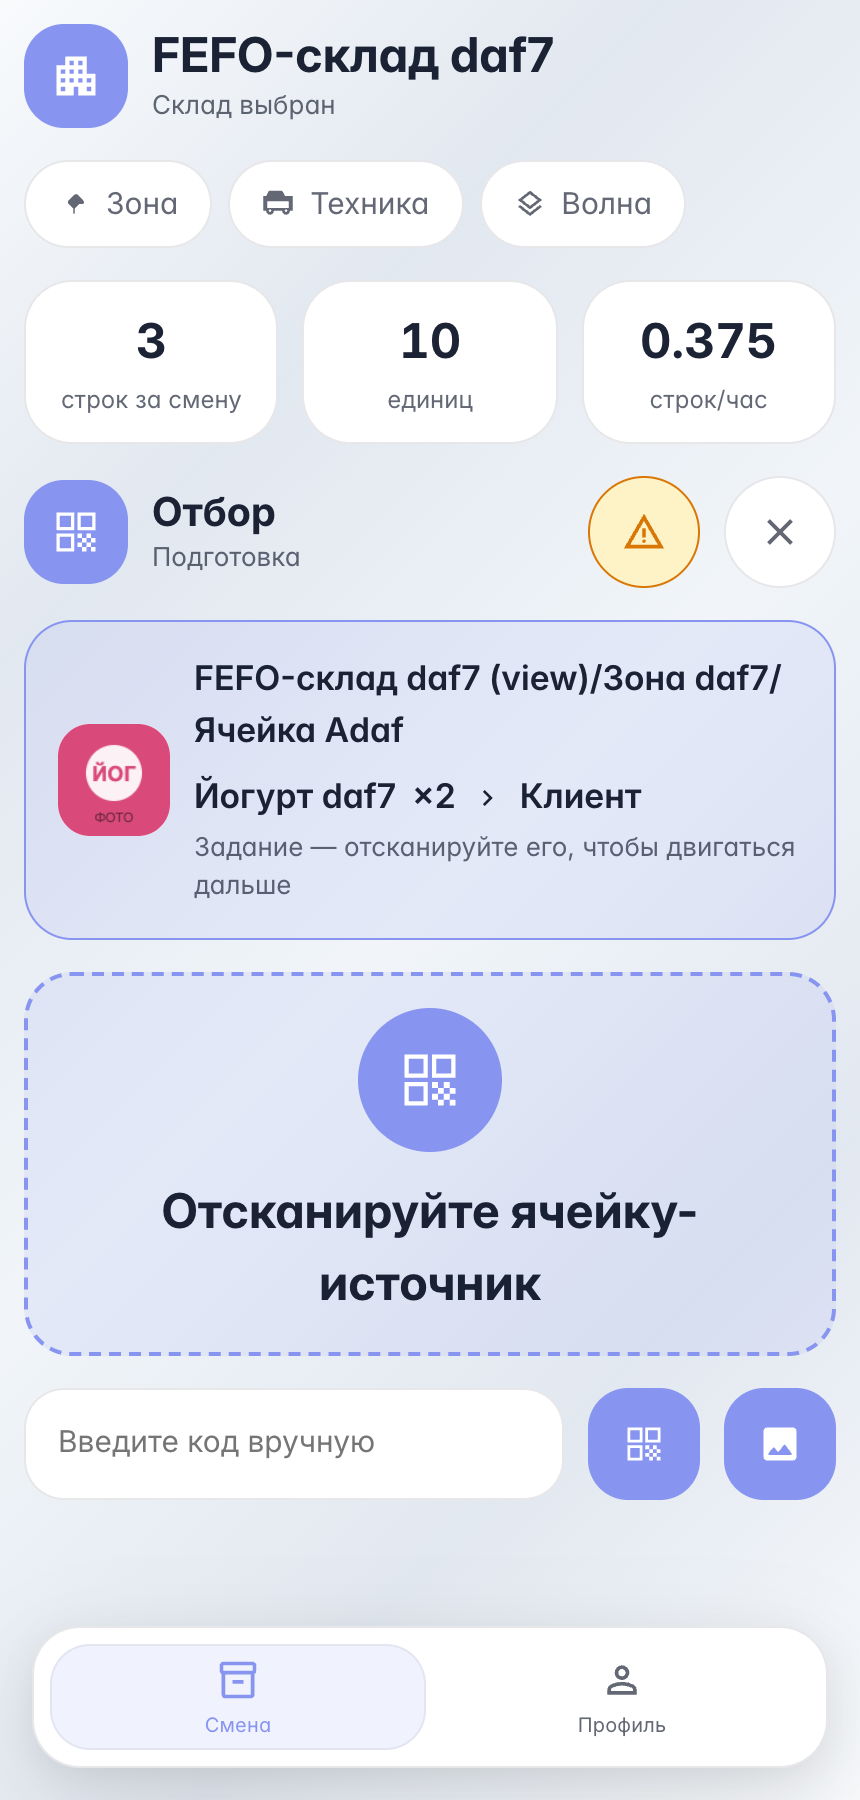 FEFO-склад daf7
Склад выбран
Зона
Техника
Волна
3
10
0.375
строк за смену
единиц
строк/час
Отбор
Подготовка
FEFO-склад daf7 (view)/Зона daf7/
Ячейка Adaf
ЙОГ
ФОТО
Йогурт daf7 ×2 › Клиент
Задание — отсканируйте его, чтобы двигаться
дальше
Отсканируйте ячейку-
источник
Введите код вручную
Смена
Профиль